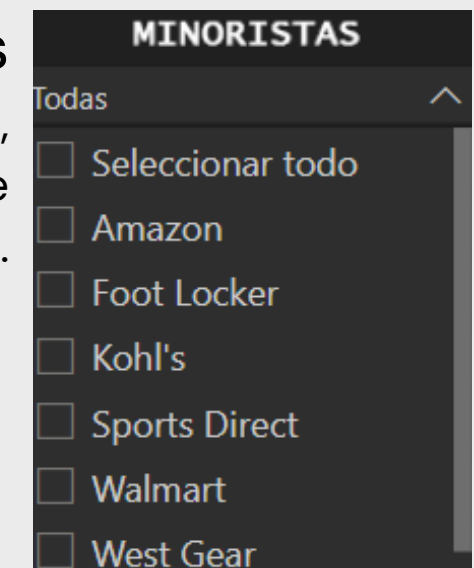 MINORISTAS
Todas
Seleccionar todo
Amazon
Foot Locker
Kohl's
Sports Direct
Walmart
West Gear